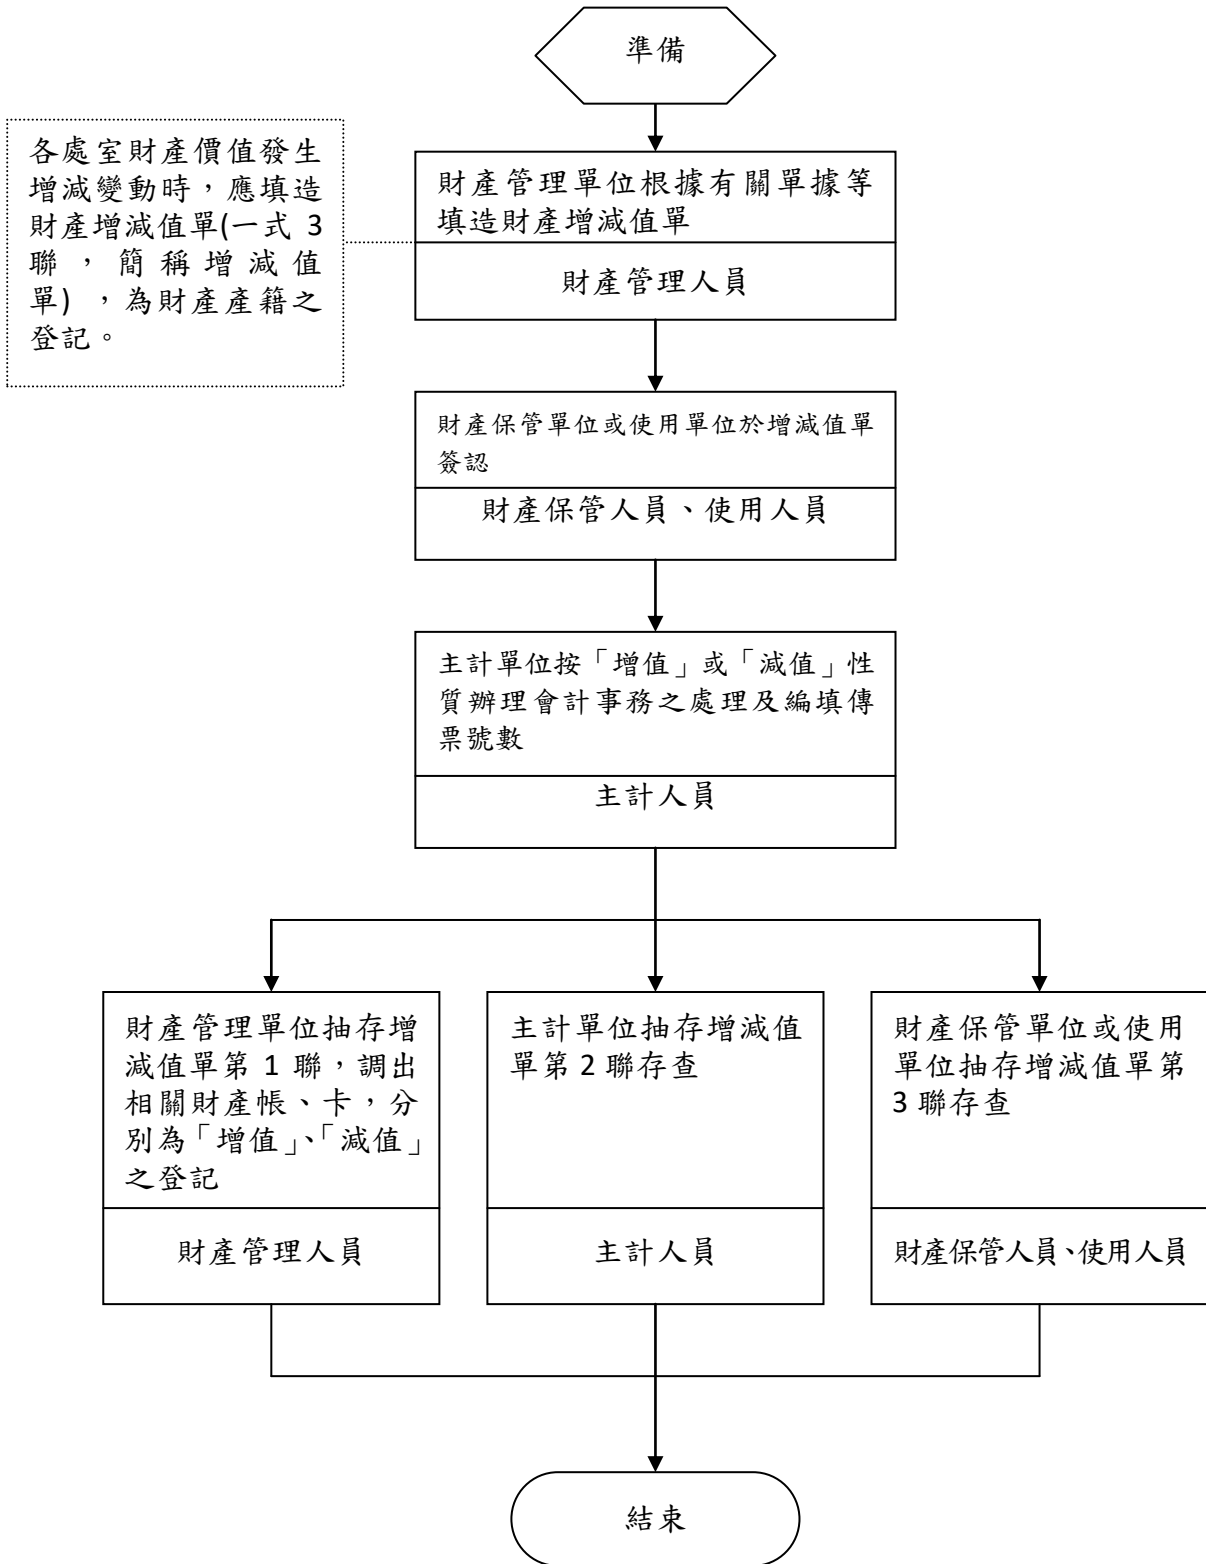 準備
各處室財產價值發生
增減變動時，應填造
財產增減值單(一式 3
聯，簡稱增減值
單)，為財產產籍之
登記。
財產管理單位根據有關單據等
填造財產增減值單
財產管理人員
財產保管單位或使用單位於增減值單
簽認
財產保管人員、使用人員
主計單位按「增值」或「減值」性
質辦理會計事務之處理及編填傳
票號數
主計人員
財產管理單位抽存增
減值單第 1 聯，調出
相關財產帳、卡，分
別為「增值」、「減值」
之登記
財產管理人員
主計單位抽存增減值
單第 2 聯存查
主計人員
財產保管單位或使用
單位抽存增減值單第
3 聯存查
財產保管人員、使用人員
結束